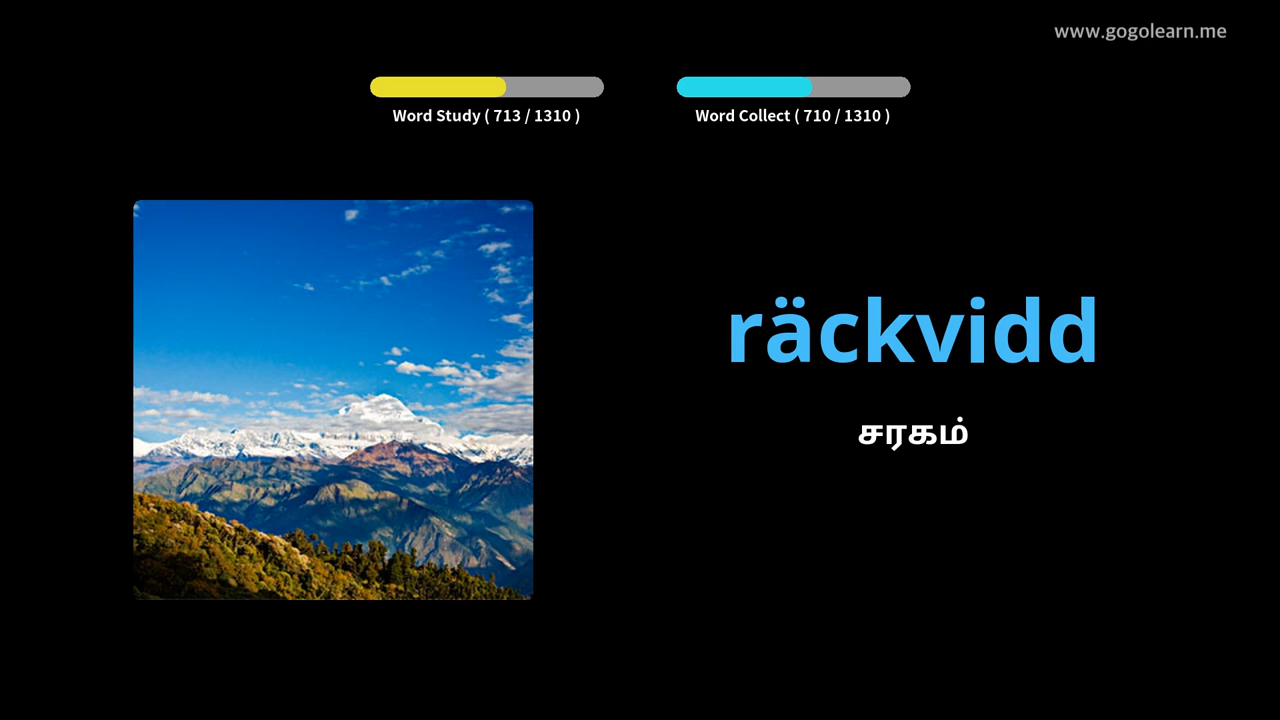 www.gogolearn.me
Word Study ( 713 / 1310 )
Word Collect ( 710 / 1310 )
räckvidd
சரகம்